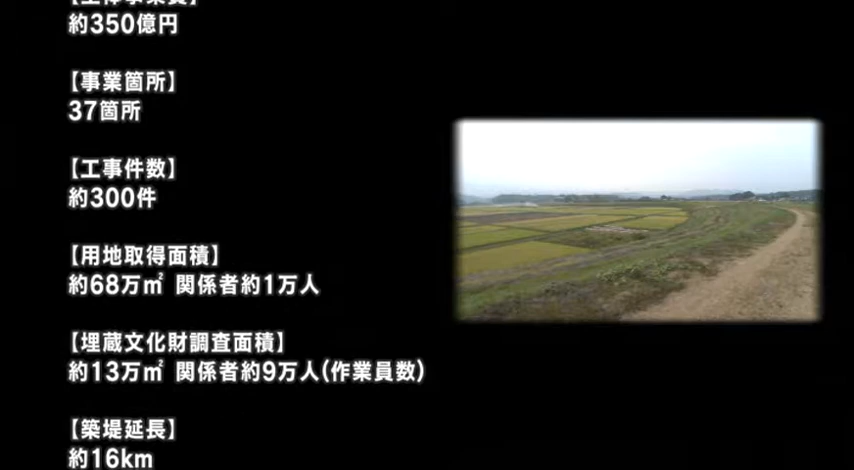 約350億円
【事業箇所】
37箇所
【工事件数】
約300件
【用地取得面積】
約68万㎡ 関係者約1万人
【埋蔵文化財調査面積】
約13万㎡ 関係者約9万人(作業員数)
【築堤延長】
約16km